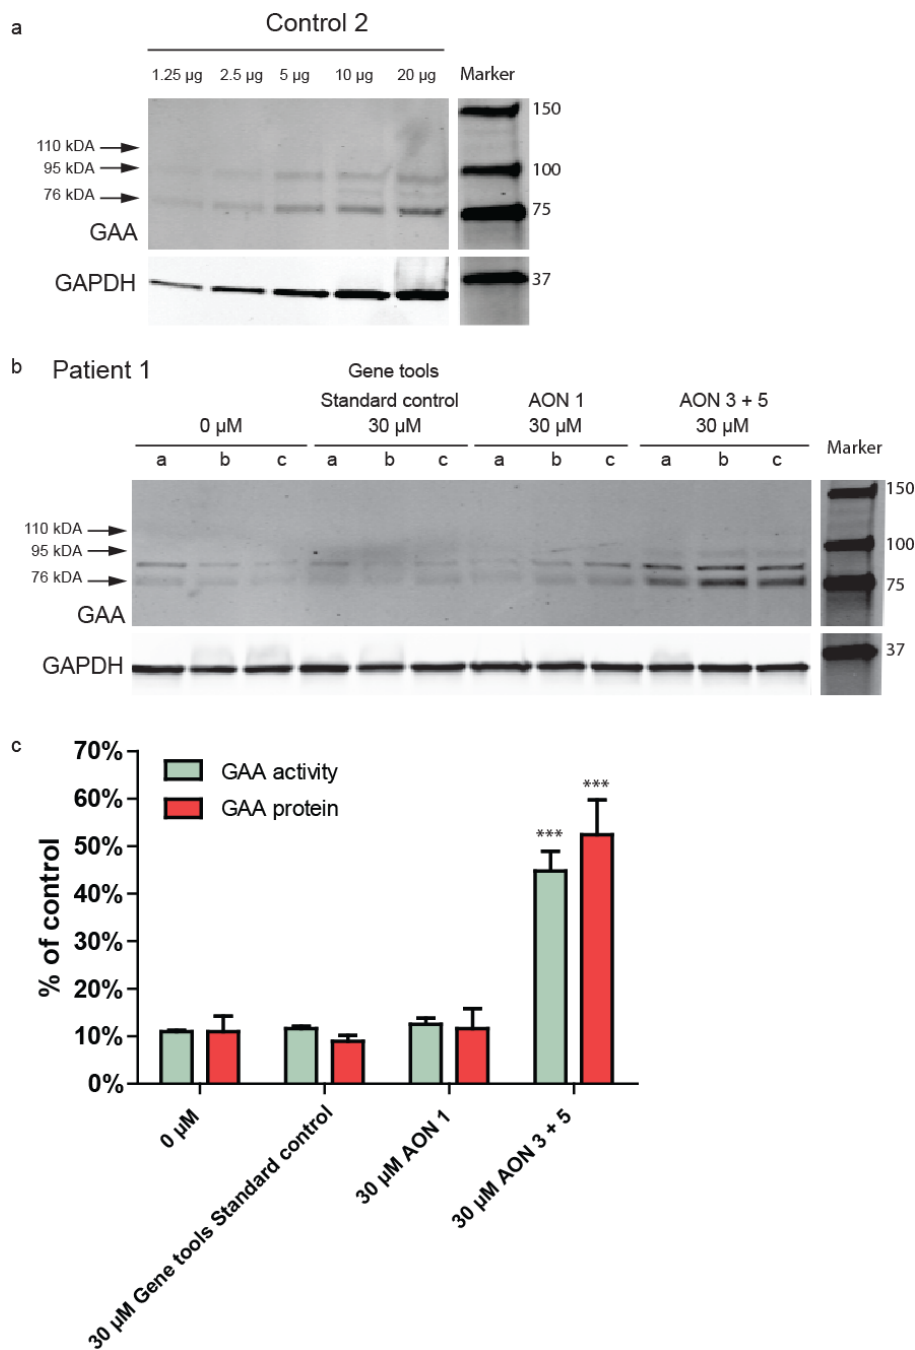 a
Control 2
1.25 µg 2.5 µg 5 µg 10 µg 20 µg Marker
150
110 kDA
95 kDA
100
76 kDA
75
GAA
GAPDH
37
b Patient 1
Gene tools
Standard control AON 1 AON 3 + 5
0 µM 30 µM 30 µM 30 µM
Marker
a b c a b c a b c a b c
150
110 kDA
95 kDA
100
76 kDA
75
GAA
GAPDH
37
c
70%
60%
50%
40%
30%
20%
10%
0%
% of control
GAA activity
GAA protein
***
***
0 µM
30 µM Gene tools Standard control
30 µM AON 1
30 µM AON 3 + 5